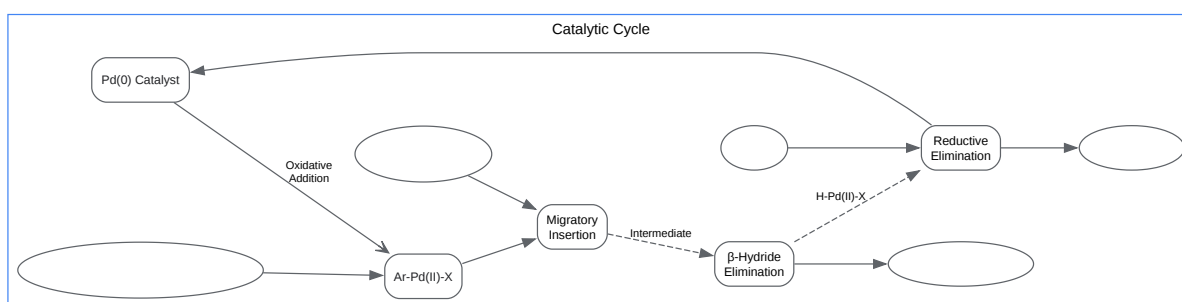 Catalytic Cycle
Pd(0) Catalyst
Oxidative
Addition
Ar-Pd(II)-X
Migratory
Insertion
Intermediate
β-Hydride
Elimination
H-Pd(II)-X
Reductive
Elimination